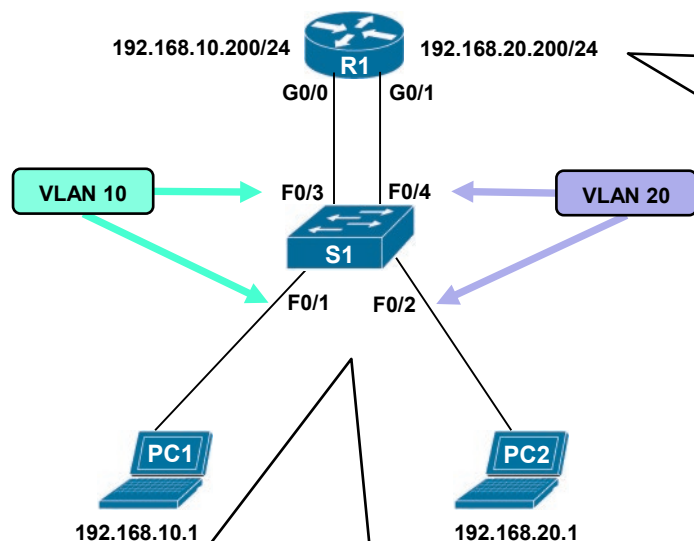 192.168.10.200/24
192.168.20.200/24
R1
G0/0
G0/1
VLAN 10
F0/3
F0/4
VLAN 20
S1
F0/1
F0/2
PC1
PC2
192.168.10.1
192.168.20.1